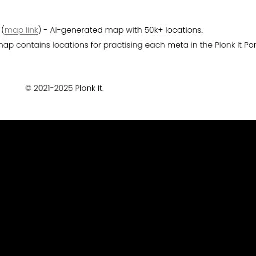 (map link) - AI-generated map with 50k+ locations.
map contains locations for practising each meta in the Plonk It
© 2021-2025 Plonk It.